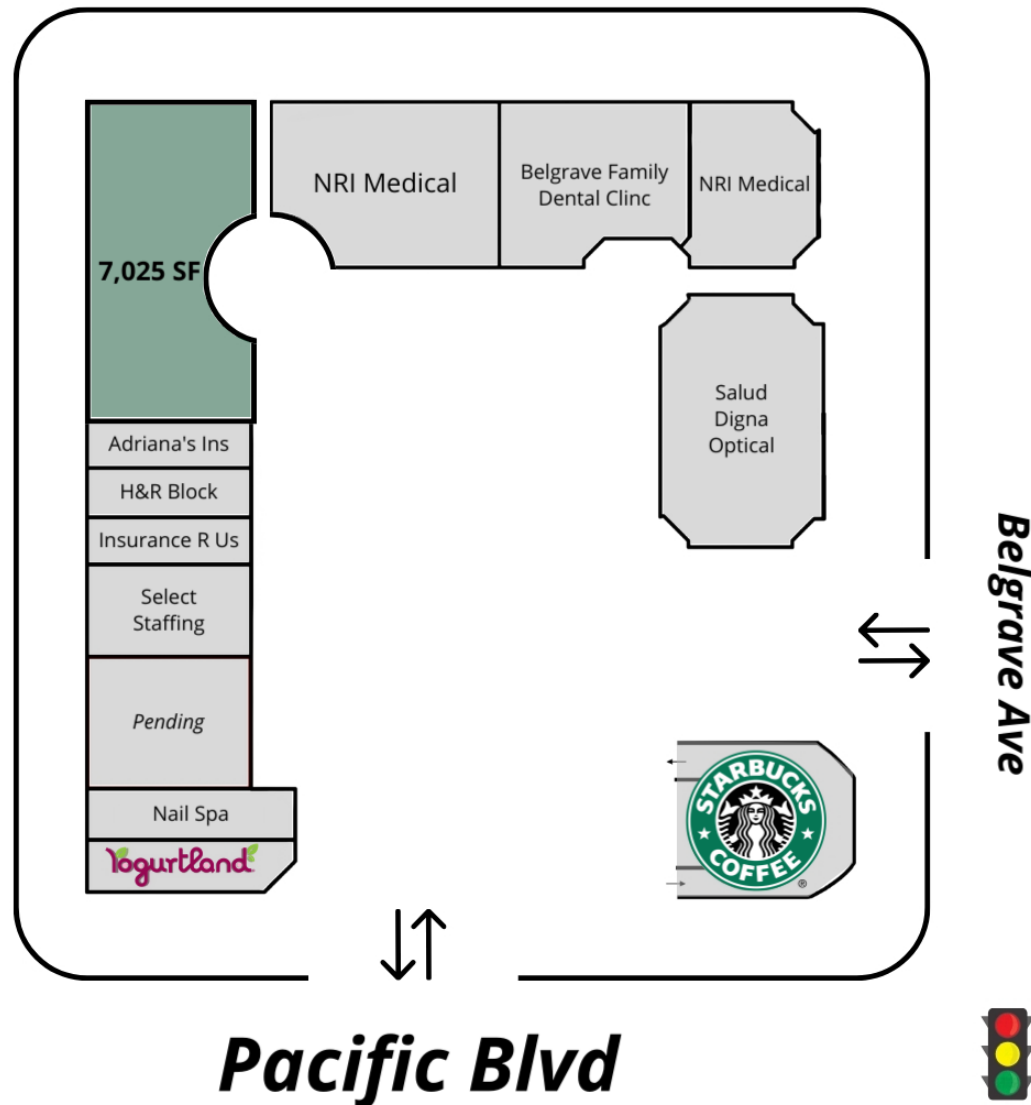 NRI Medical
Belgrave Family
Dental Clinc
NRI Medical
7,025 SF
Salud
Digna
Optical
Adriana's Ins
H&R Block
Insurance R Us
Select
Staffing
Pending
Nail Spa
Yogurtland
STARBUCKS
COFFEE
®
Belgrave Ave
Pacific Blvd